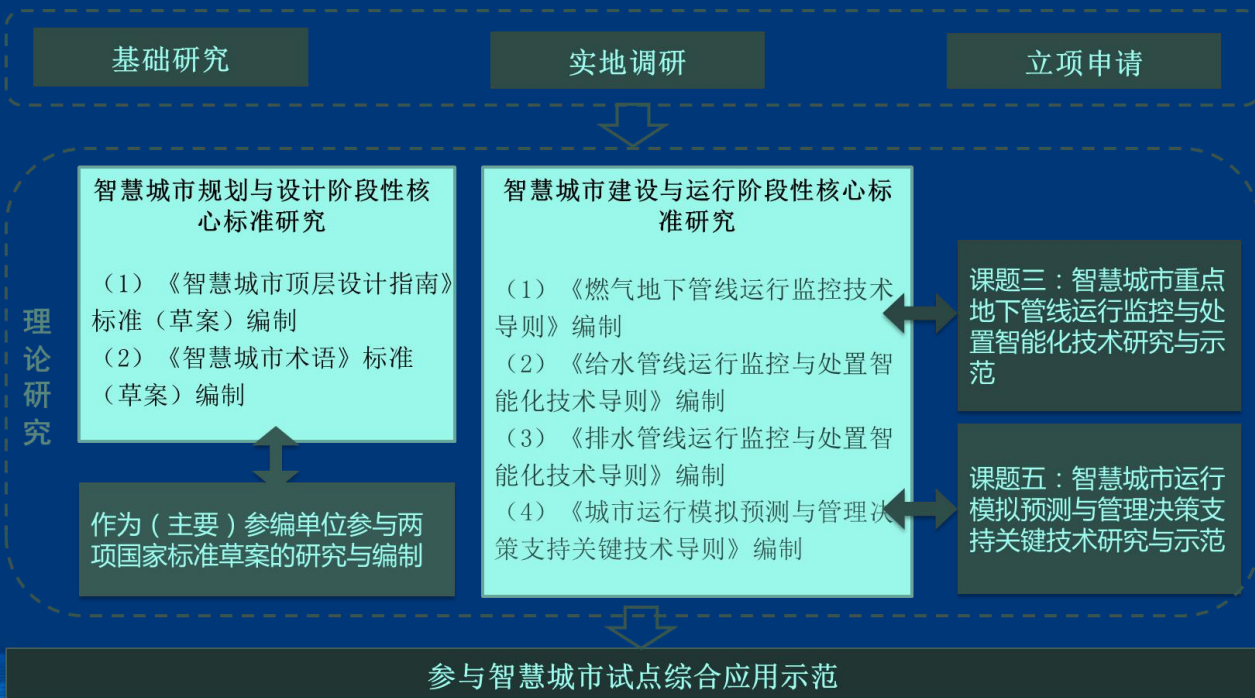 基础研究
实地调研
立项申请
理论研究
智慧城市规划与设计阶段性核
心标准研究
（1）《智慧城市顶层设计指南》
标准（草案）编制
（2）《智慧城市术语》标准
（草案）编制
作为（主要）参编单位参与两
项国家标准草案的研究与编制
智慧城市建设与运行阶段性核心标
准研究
（1）《燃气地下管线运行监控技术
导则》编制
（2）《给水管线运行监控与处置智
能化技术导则》编制
（3）《排水管线运行监控与处置智
能化技术导则》编制
（4）《城市运行模拟预测与管理决
策支持关键技术导则》编制
课题三：智慧城市重点
地下管线运行监控与处
置智能化技术研究与示
范
课题五：智慧城市运行
模拟预测与管理决策支
持关键技术研究与示范
参与智慧城市试点综合应用示范